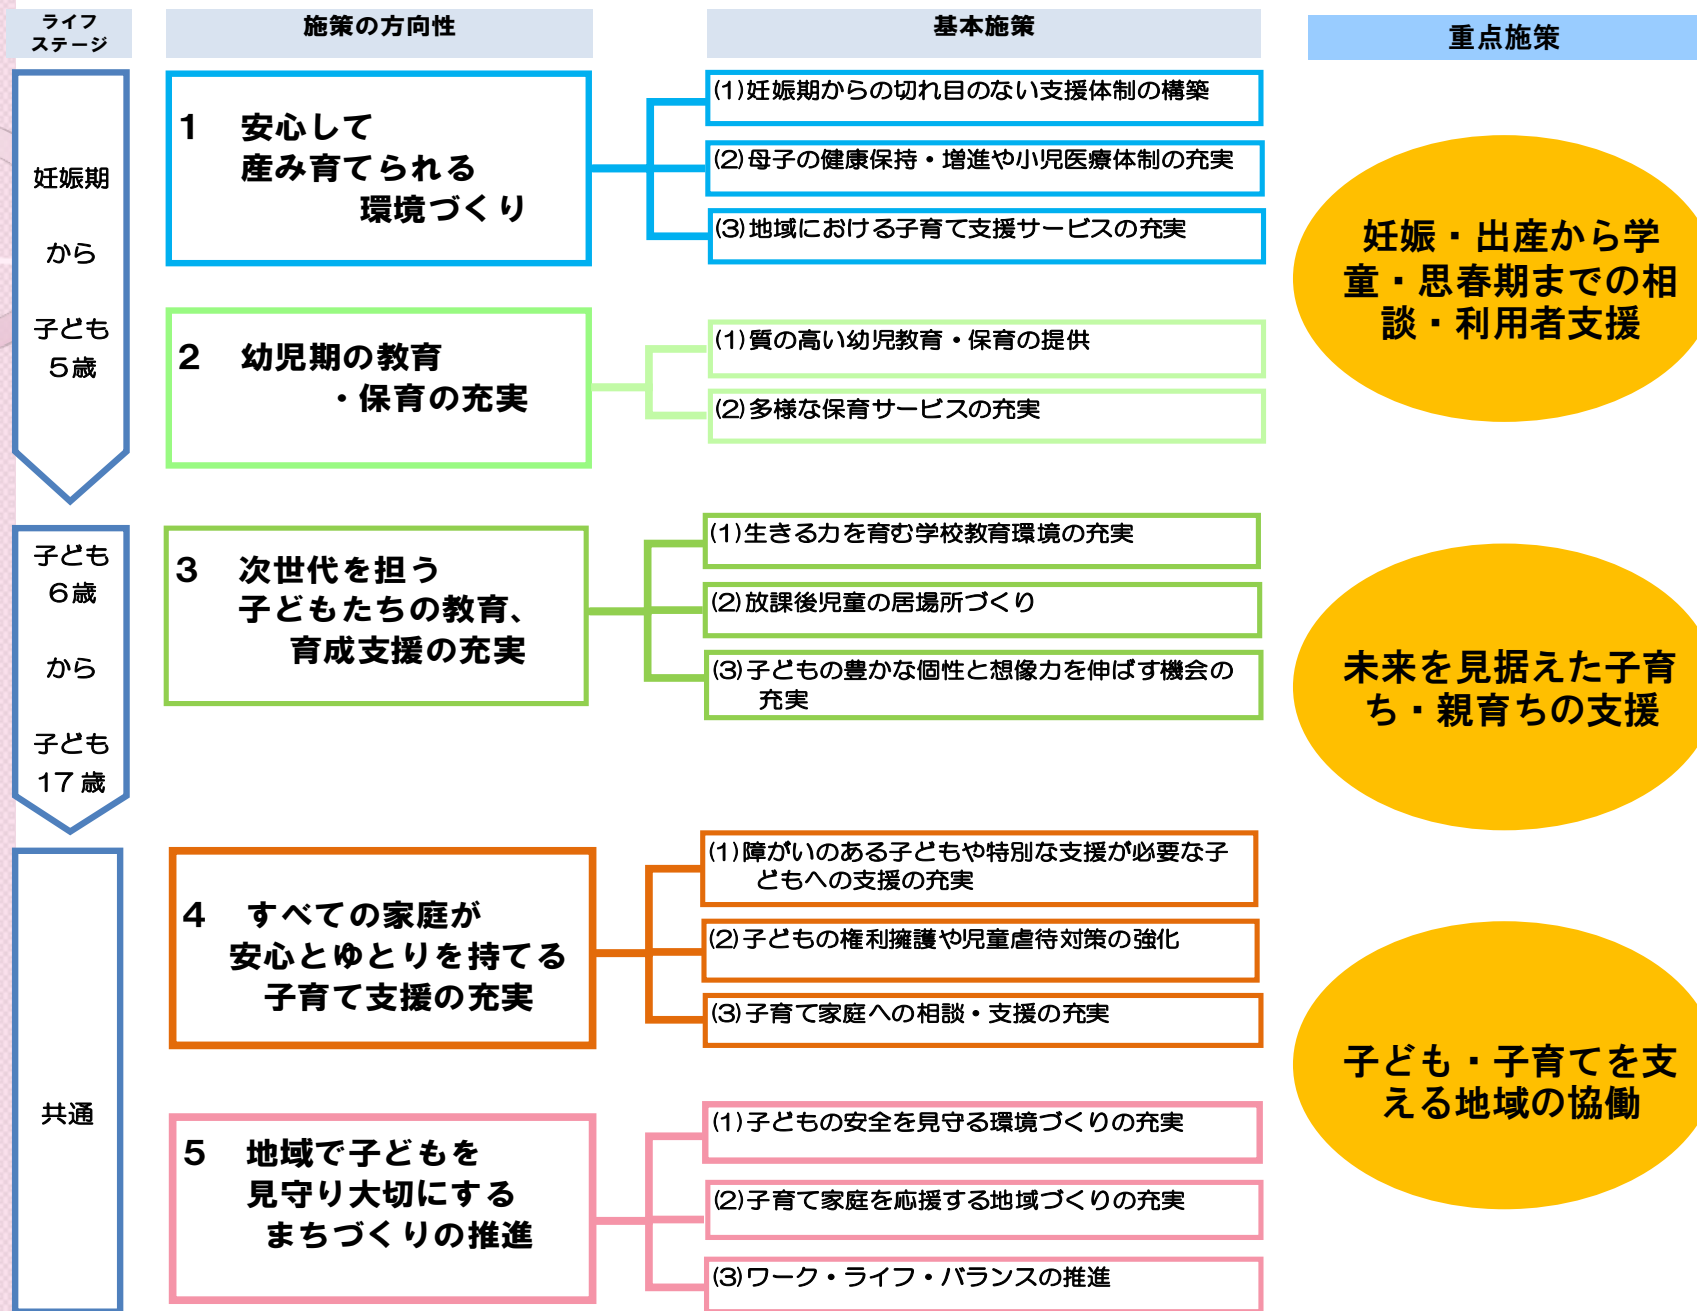 ライフ
ステージ
施策の方向性
基本施策
重点施策
妊娠期
から
子ども
5歳
1 安心して
産み育てられる
環境づくり
(1)妊娠期からの切れ目のない支援体制の構築
(2)母子の健康保持・増進や小児医療体制の充実
(3)地域における子育て支援サービスの充実
2 幼児期の教育
・保育の充実
(1)質の高い幼児教育・保育の提供
(2)多様な保育サービスの充実
妊娠・出産から学
童・思春期までの相
談・利用者支援
子ども
6歳
から
子ども
17歳
3 次世代を担う
子どもたちの教育、
育成支援の充実
(1)生きる力を育む学校教育環境の充実
(2)放課後児童の居場所づくり
(3)子どもの豊かな個性と想像力を伸ばす機会の
充実
未来を見据えた子育
ち・親育ちの支援
共通
4 すべての家庭が
安心とゆとりを持てる
子育て支援の充実
(1)障がいのある子どもや特別な支援が必要な子
どもへの支援の充実
(2)子どもの権利擁護や児童虐待対策の強化
(3)子育て家庭への相談・支援の充実
5 地域で子どもを
見守り大切にする
まちづくりの推進
(1)子どもの安全を見守る環境づくりの充実
(2)子育て家庭を応援する地域づくりの充実
(3)ワーク・ライフ・バランスの推進
子ども・子育てを支
える地域の協働